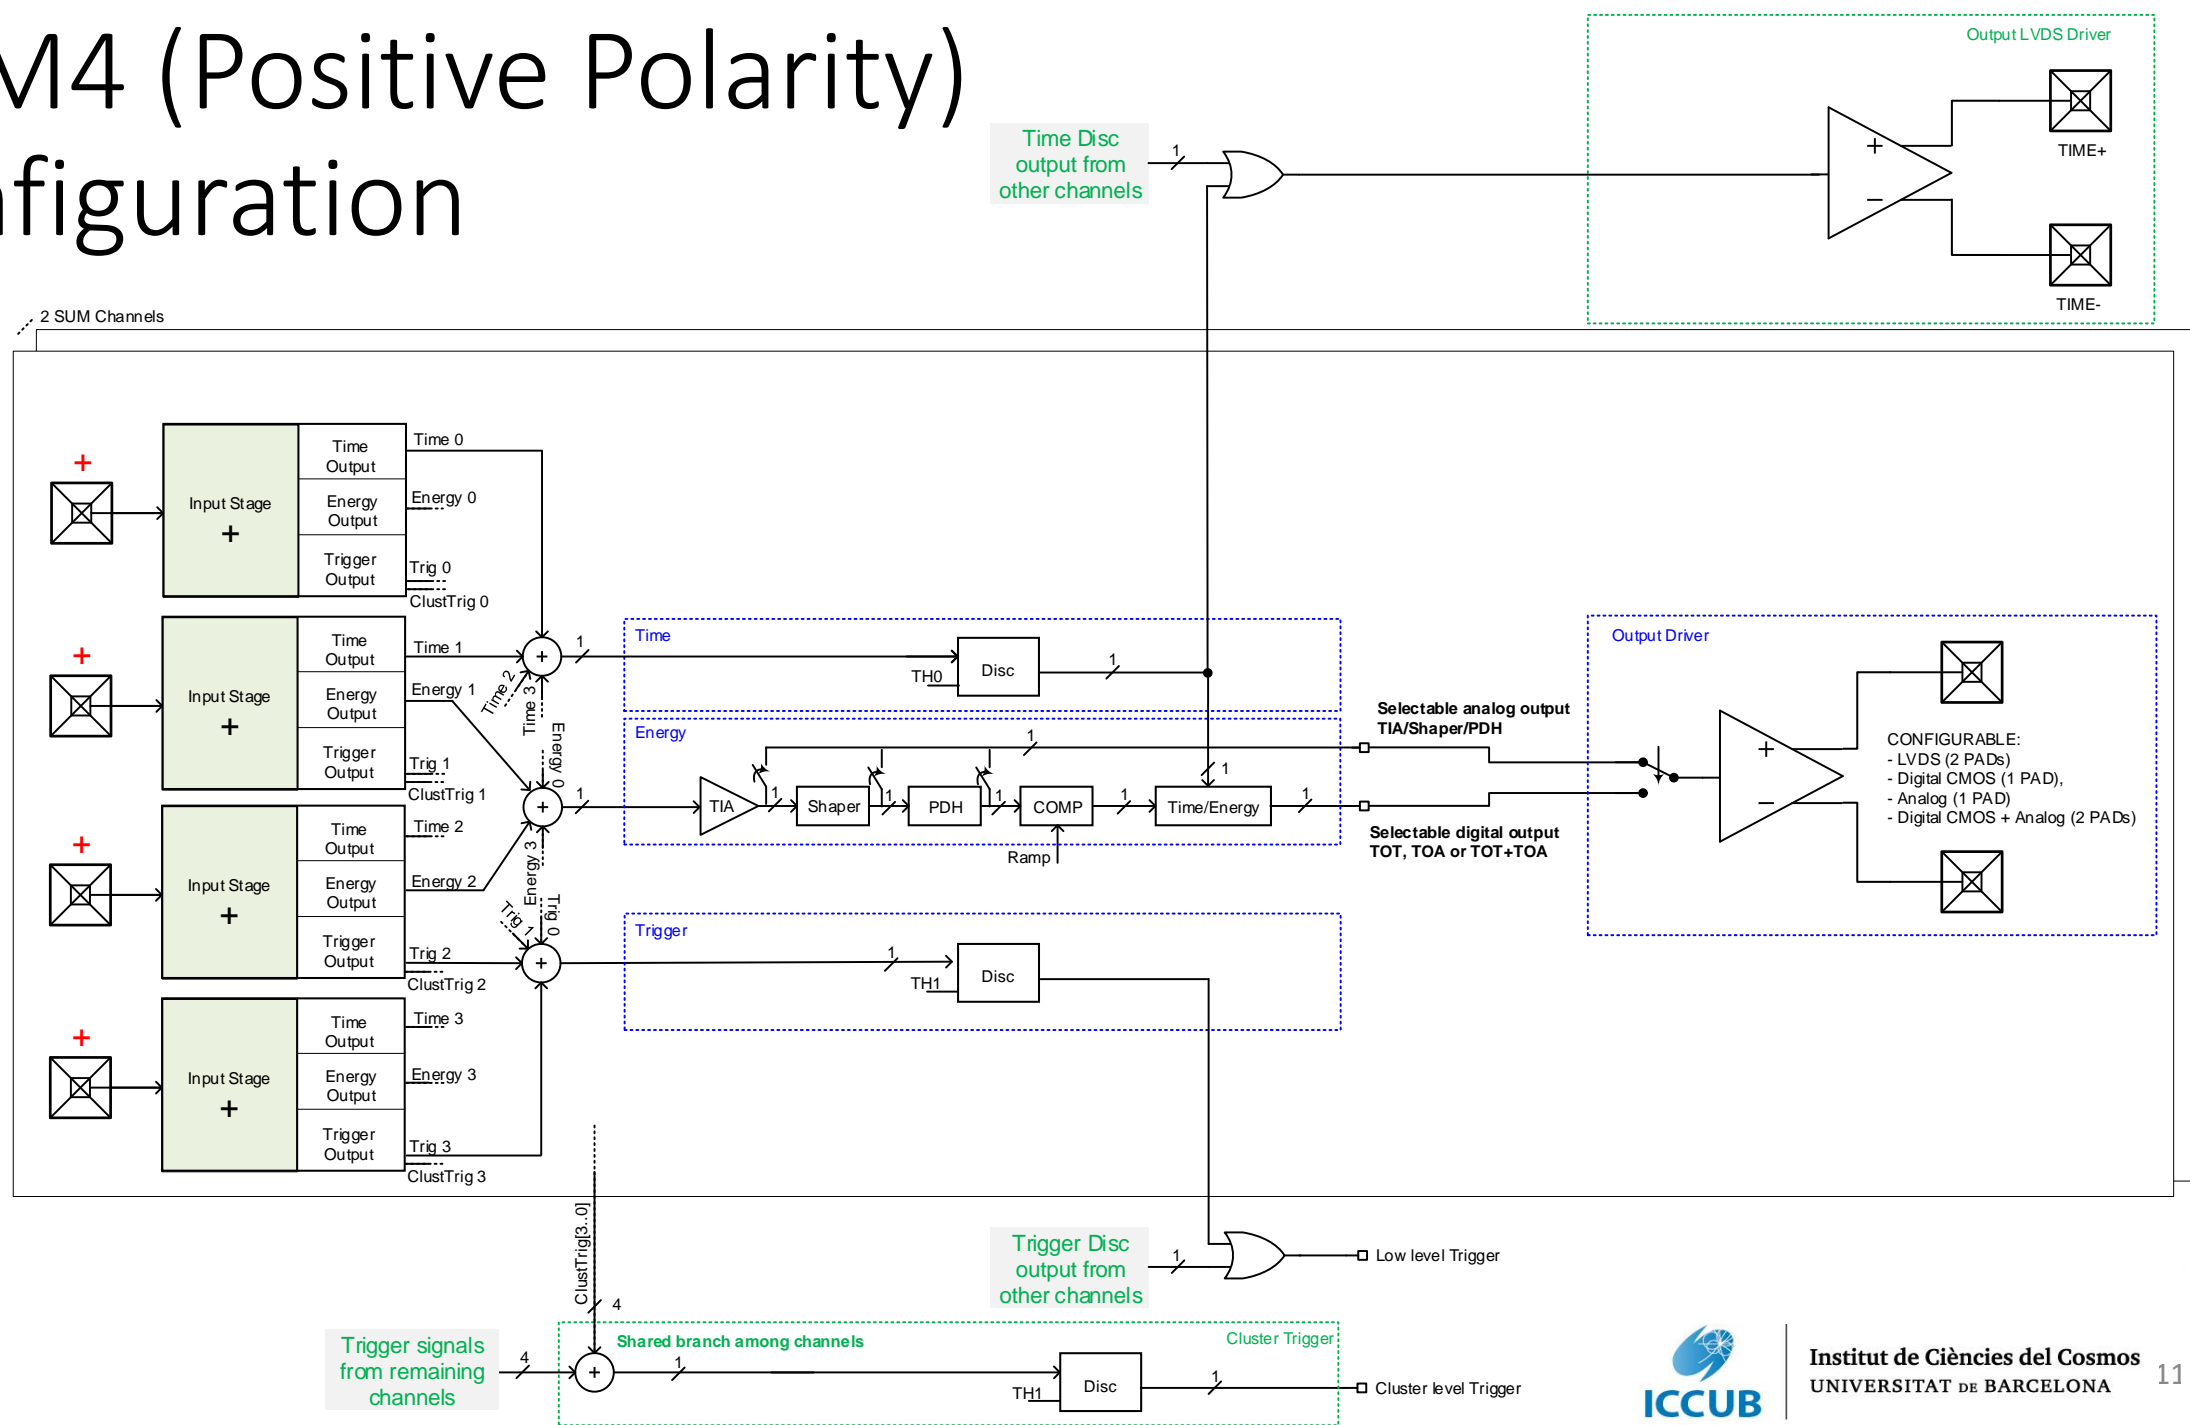 M4 (Positive Polarity)
nfiguration
Output LVDS Driver
TIME+
TIME-
Time Disc
output from
other channels
1
2 SUM Channels
+
Input Stage
+
Time
Output
Energy
Output
Trigger
Output
Time 0
Energy 0
Trig 0
ClustTrig 0
+
Input Stage
+
Time
Output
Energy
Output
Trigger
Output
Time 1
Energy 1
Trig 1
ClustTrig 1
+
Input Stage
+
Time
Output
Energy
Output
Trigger
Output
Time 2
Energy 2
Trig 2
ClustTrig 2
+
Input Stage
+
Time
Output
Energy
Output
Trigger
Output
Time 3
Energy 3
Trig 3
ClustTrig 3
Time 2
Time 3
Energy 0
Energy 3
Trig 1
Trig 0
1
Time
TH0
Disc
1
1
Energy
TIA
1
Shaper
1
PDH
1
COMP
Ramp
1
Time/Energy
1
1
1
Selectable analog output
TIA/Shaper/PDH
Selectable digital output
TOT, TOA or TOT+TOA
Trigger
1
TH1
Disc
Output Driver
CONFIGURABLE:
- LVDS (2 PADs)
- Digital CMOS (1 PAD),
- Analog (1 PAD)
- Digital CMOS + Analog (2 PADs)
ClustTrig[3..0]
4
Trigger Disc
output from
other channels
1
Low level Trigger
Trigger signals
from remaining
channels
4
Shared branch among channels
Cluster Trigger
1
TH1
Disc
1
Cluster level Trigger
ICCUB
Institut de Ciències del Cosmos
UNIVERSITAT DE BARCELONA
11